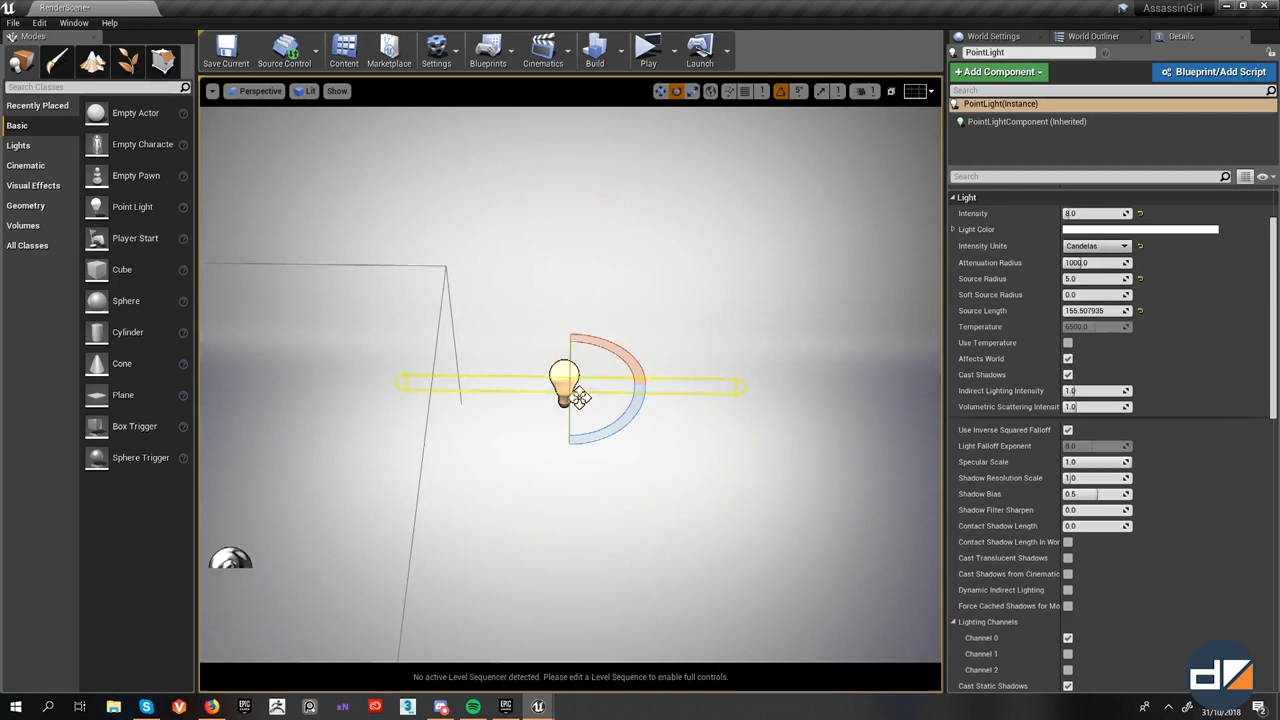 RenderScene*
AssassinGirl
File Edit Window Help
Modes
Search Classes
Recently Placed
Basic
Lights
Cinematic
Visual Effects
Geometry
Volumes
All Classes
Empty Actor
Empty Characte
Empty Pawn
Point Light
Player Start
Cube
Sphere
Cylinder
Cone
Plane
Box Trigger
Sphere Trigger
Save Current Source Control Content Marketplace Settings Blueprints Cinematics Build Play Launch
Perspective Lit Show
1 5° 1 1
No active Level Sequencer detected. Please edit a Level Sequence to enable full controls.
World Settings World Outliner Details
PointLight
+Add Component Blueprint/Add Script
Search
PointLight(Instance)
PointLightComponent (Inherited)
Search
Light
Intensity 8.0
Light Color
Intensity Units Candelas
Attenuation Radius 1000.0
Source Radius 5.0
Soft Source Radius 0.0
Source Length 155.507935
Temperature 6500.0
Use Temperature
Affects World
Cast Shadows
Indirect Lighting Intensity 1.0
Volumetric Scattering Intensit 1.0
Use Inverse Squared Falloff
Light Falloff Exponent 8.0
Specular Scale 1.0
Shadow Resolution Scale 1.0
Shadow Bias 0.5
Shadow Filter Sharpen 0.0
Contact Shadow Length 0.0
Contact Shadow Length In Wor
Cast Translucent Shadows
Cast Shadows from Cinematic
Dynamic Indirect Lighting
Force Cached Shadows for Mo
Lighting Channels
Channel 0
Channel 1
Channel 2
Cast Static Shadows
31/10/2018